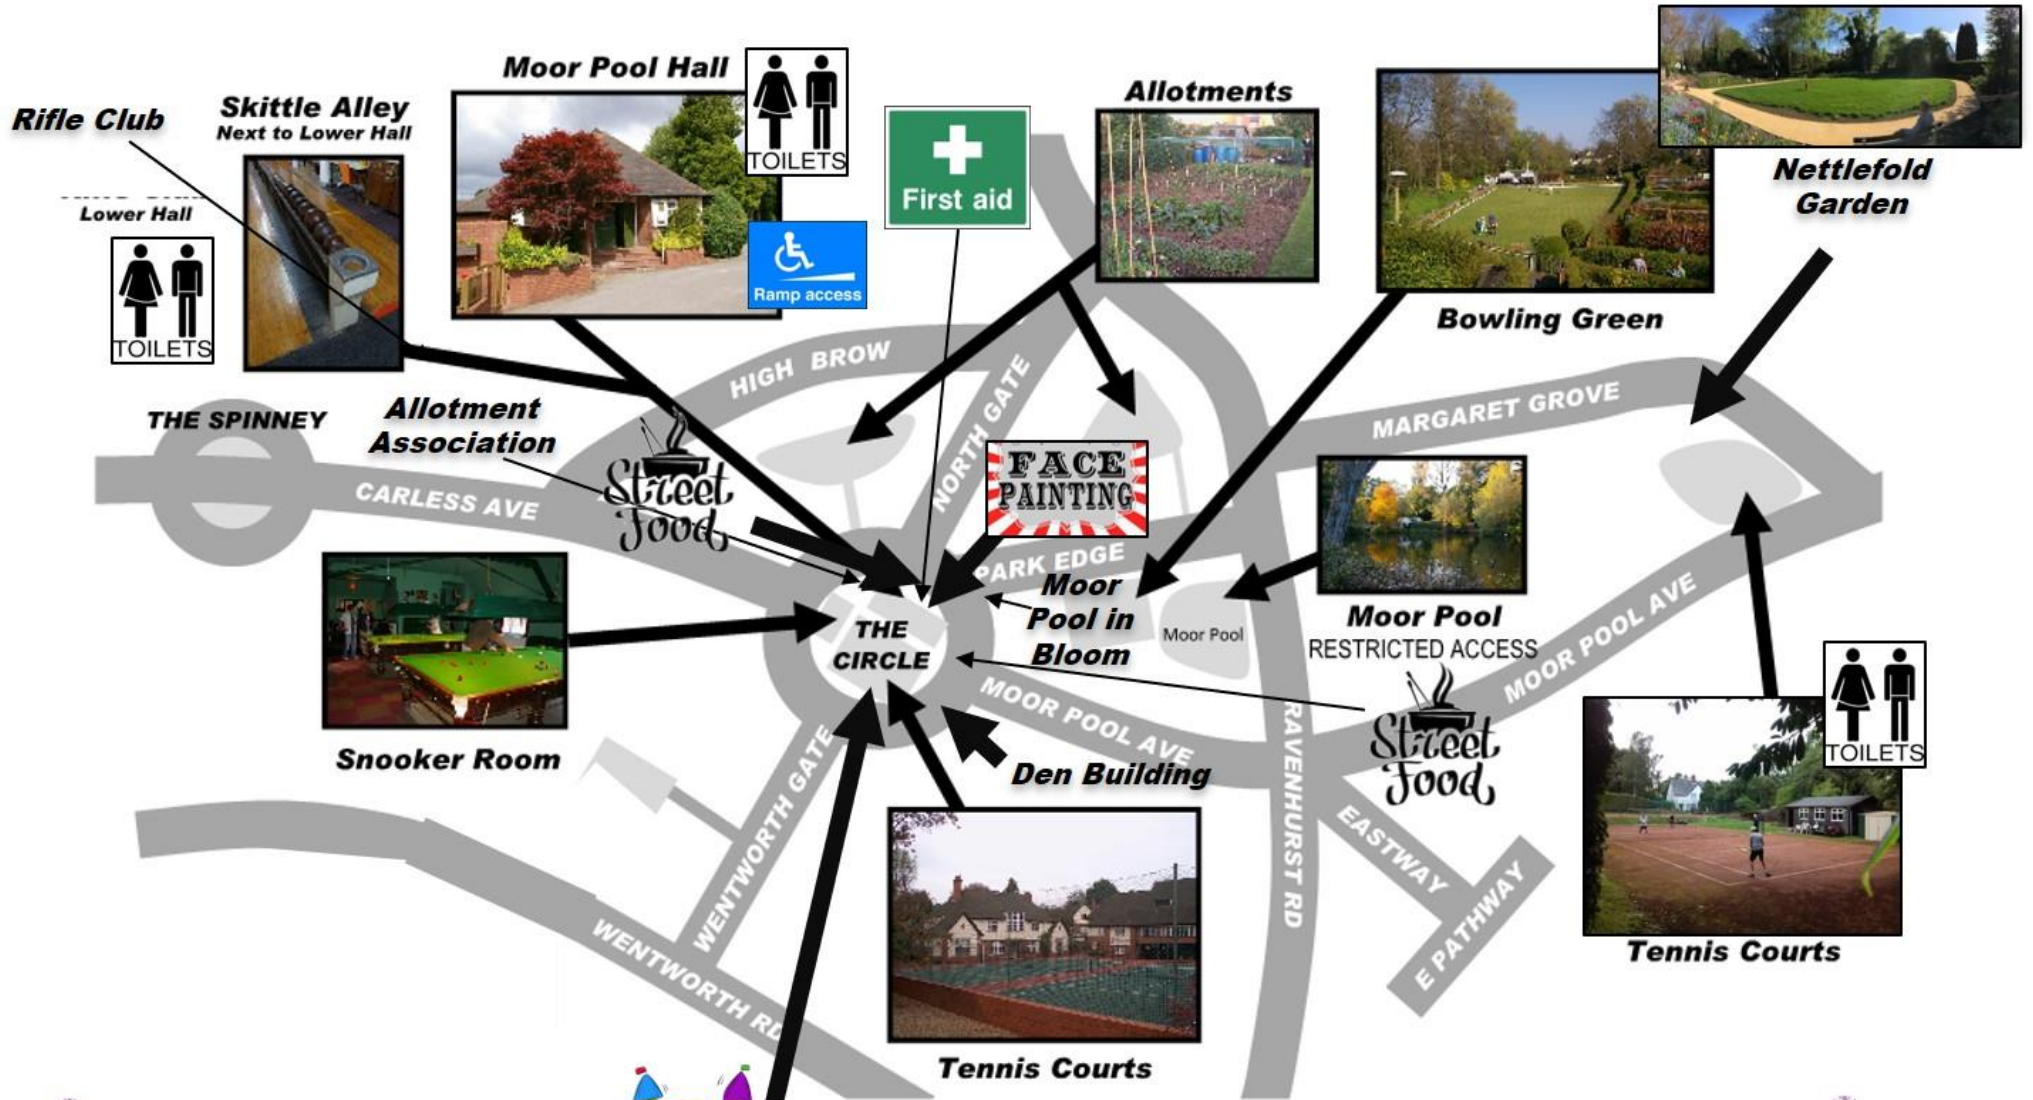 Moor Pool Hall
TOILETS
Ramp access
Rifle Club
Skittle Alley
Next to Lower Hall
Lower Hall
TOILETS
First aid
Allotments
Bowling Green
Nettlefold
Garden
HIGH BROW
NORTH GATE
MARGARET GROVE
THE SPINNEY
Allotment
Association
CARLESS AVE
Street
Food
FACE
PAINTING
PARK EDGE
Moor
Pool in
Bloom
Moor Pool
Moor Pool
RESTRICTED ACCESS
THE
CIRCLE
Snooker Room
MOOR POOL AVE
MOOR POOL AVE
Street
Food
TOILETS
Den Building
WENTWORTH GATE
RAVENHURST RD
EASTWAY
E PATHWAY
WENTWORTH RD
Tennis Courts
Tennis Courts